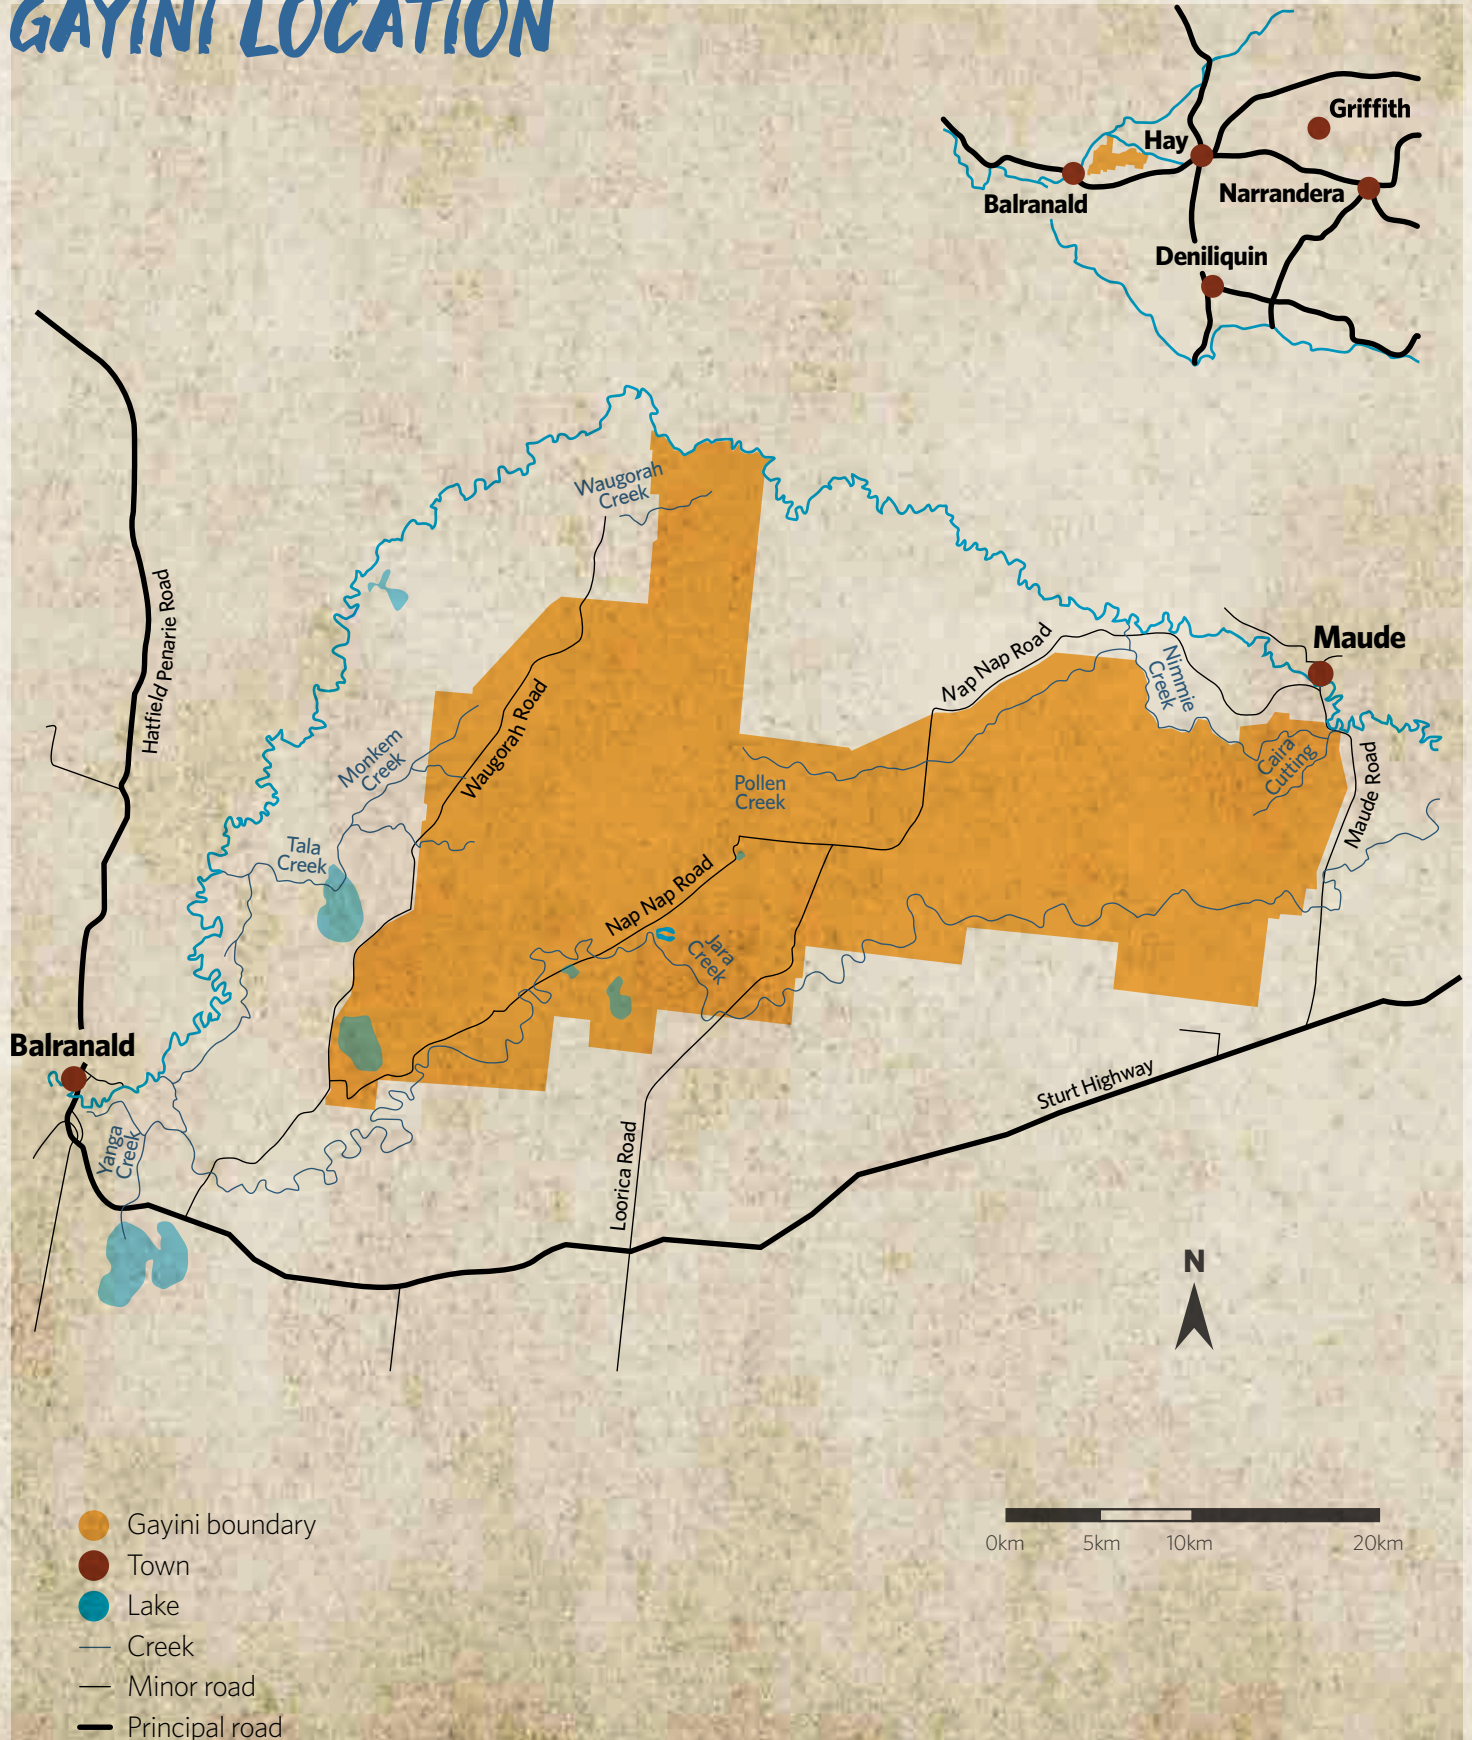 GAYINI LOCATION
Griffith
Hay
Narrandera
Balranald
Deniliquin
Waugorah
Creek
Hatfield Penarie Road
Maude
Nap Nap Road
Nimmie
Creek
Waugorah Road
Monkem
Creek
Caira
Cutting
Maude Road
Pollen
Creek
Tala
Creek
Nap Nap Road
Jara
Creek
Balranald
Sturt Highway
Yanga
Creek
Loorica Road
N
0km 5km 10km 20km
Gayini boundary
Town
Lake
Creek
Minor road
Principal road